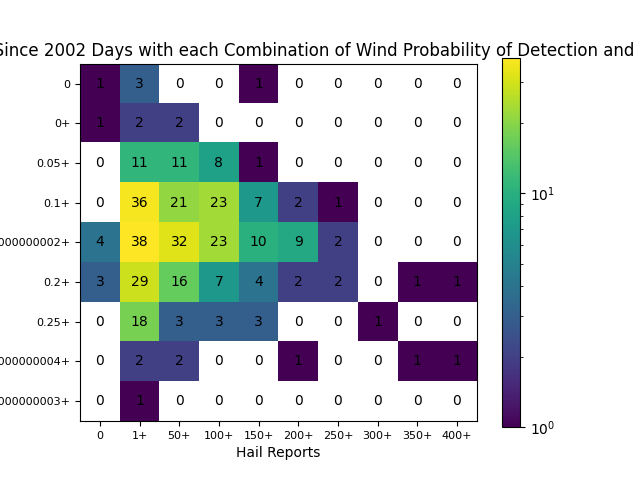 Since 2002 Days with each Combination of Wind Probability of Detection and
0 1 3 0 0 1 0 0 0 0 0
0+ 1 2 2 0 0 0 0 0 0 0
0.05+ 0 11 11 8 1 0 0 0 0 0
0.1+ 0 36 21 23 7 2 1 0 0 0
000000002+ 4 38 32 23 10 9 2 0 0 0
0.2+ 3 29 16 7 4 2 2 0 1 1
0.25+ 0 18 3 3 3 0 0 1 0 0
000000004+ 0 2 2 0 0 1 0 0 1 1
000000003+ 0 1 0 0 0 0 0 0 0 0
0 1+ 50+ 100+ 150+ 200+ 250+ 300+ 350+ 400+
Hail Reports
10¹
10⁰